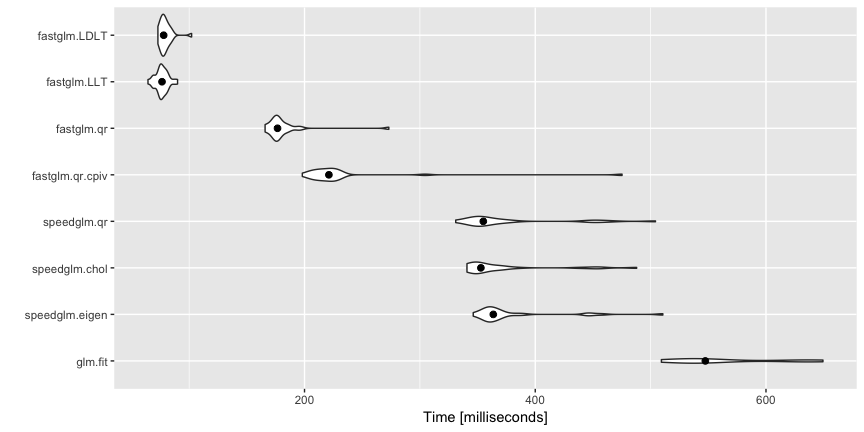 fastglm.LDLT
fastglm.LLT
fastglm.qr
fastglm.qr.cpiv
speedglm.qr
speedglm.chol
speedglm.eigen
glm.fit
200 400 600
Time [milliseconds]